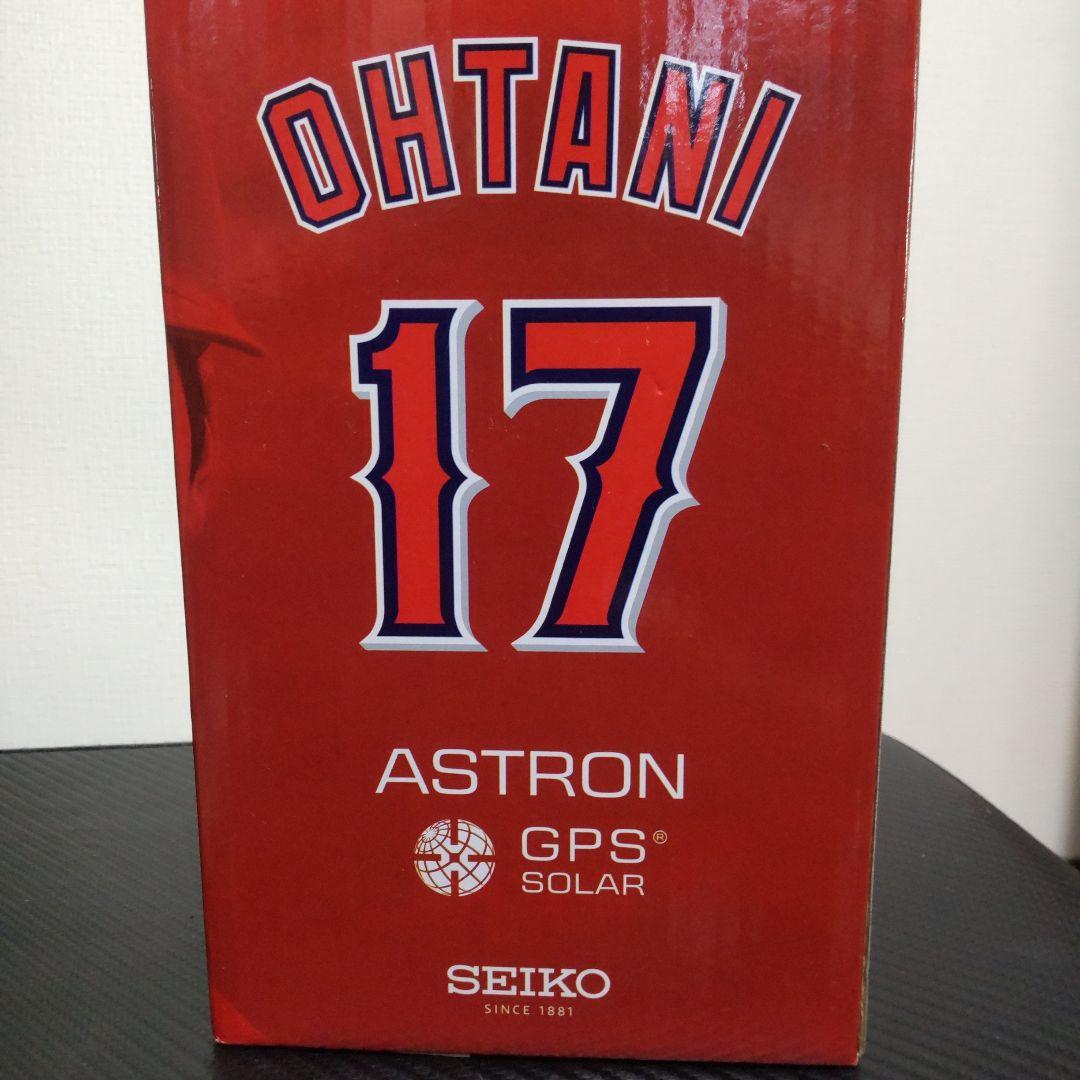 OHTANI
17
ASTRON
GPS®
SOLAR
SEIKO
SINCE 1881